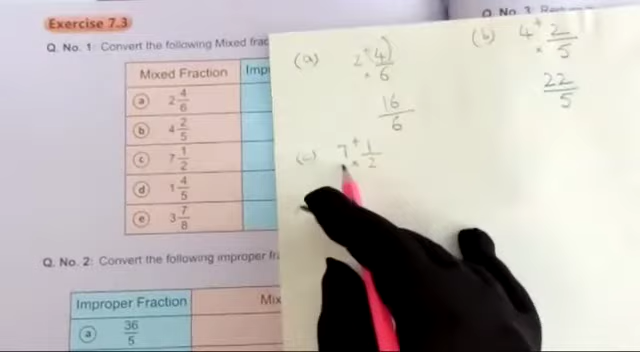 Exercise 7.3
Q. No. 1: Convert the following Mixed frac
Mixed Fraction
a 2 4/6
b 4 2/5
c 7 1/2
d 1 4/5
e 3 7/8
Q. No. 2: Convert the following improper fr
Improper Fraction Mix
a 36/5
Q. No. 3:
(a) 2 + × 4/6
16/6
(b) 4 + × 2/5
22/5
(c) 7 + × 1/2